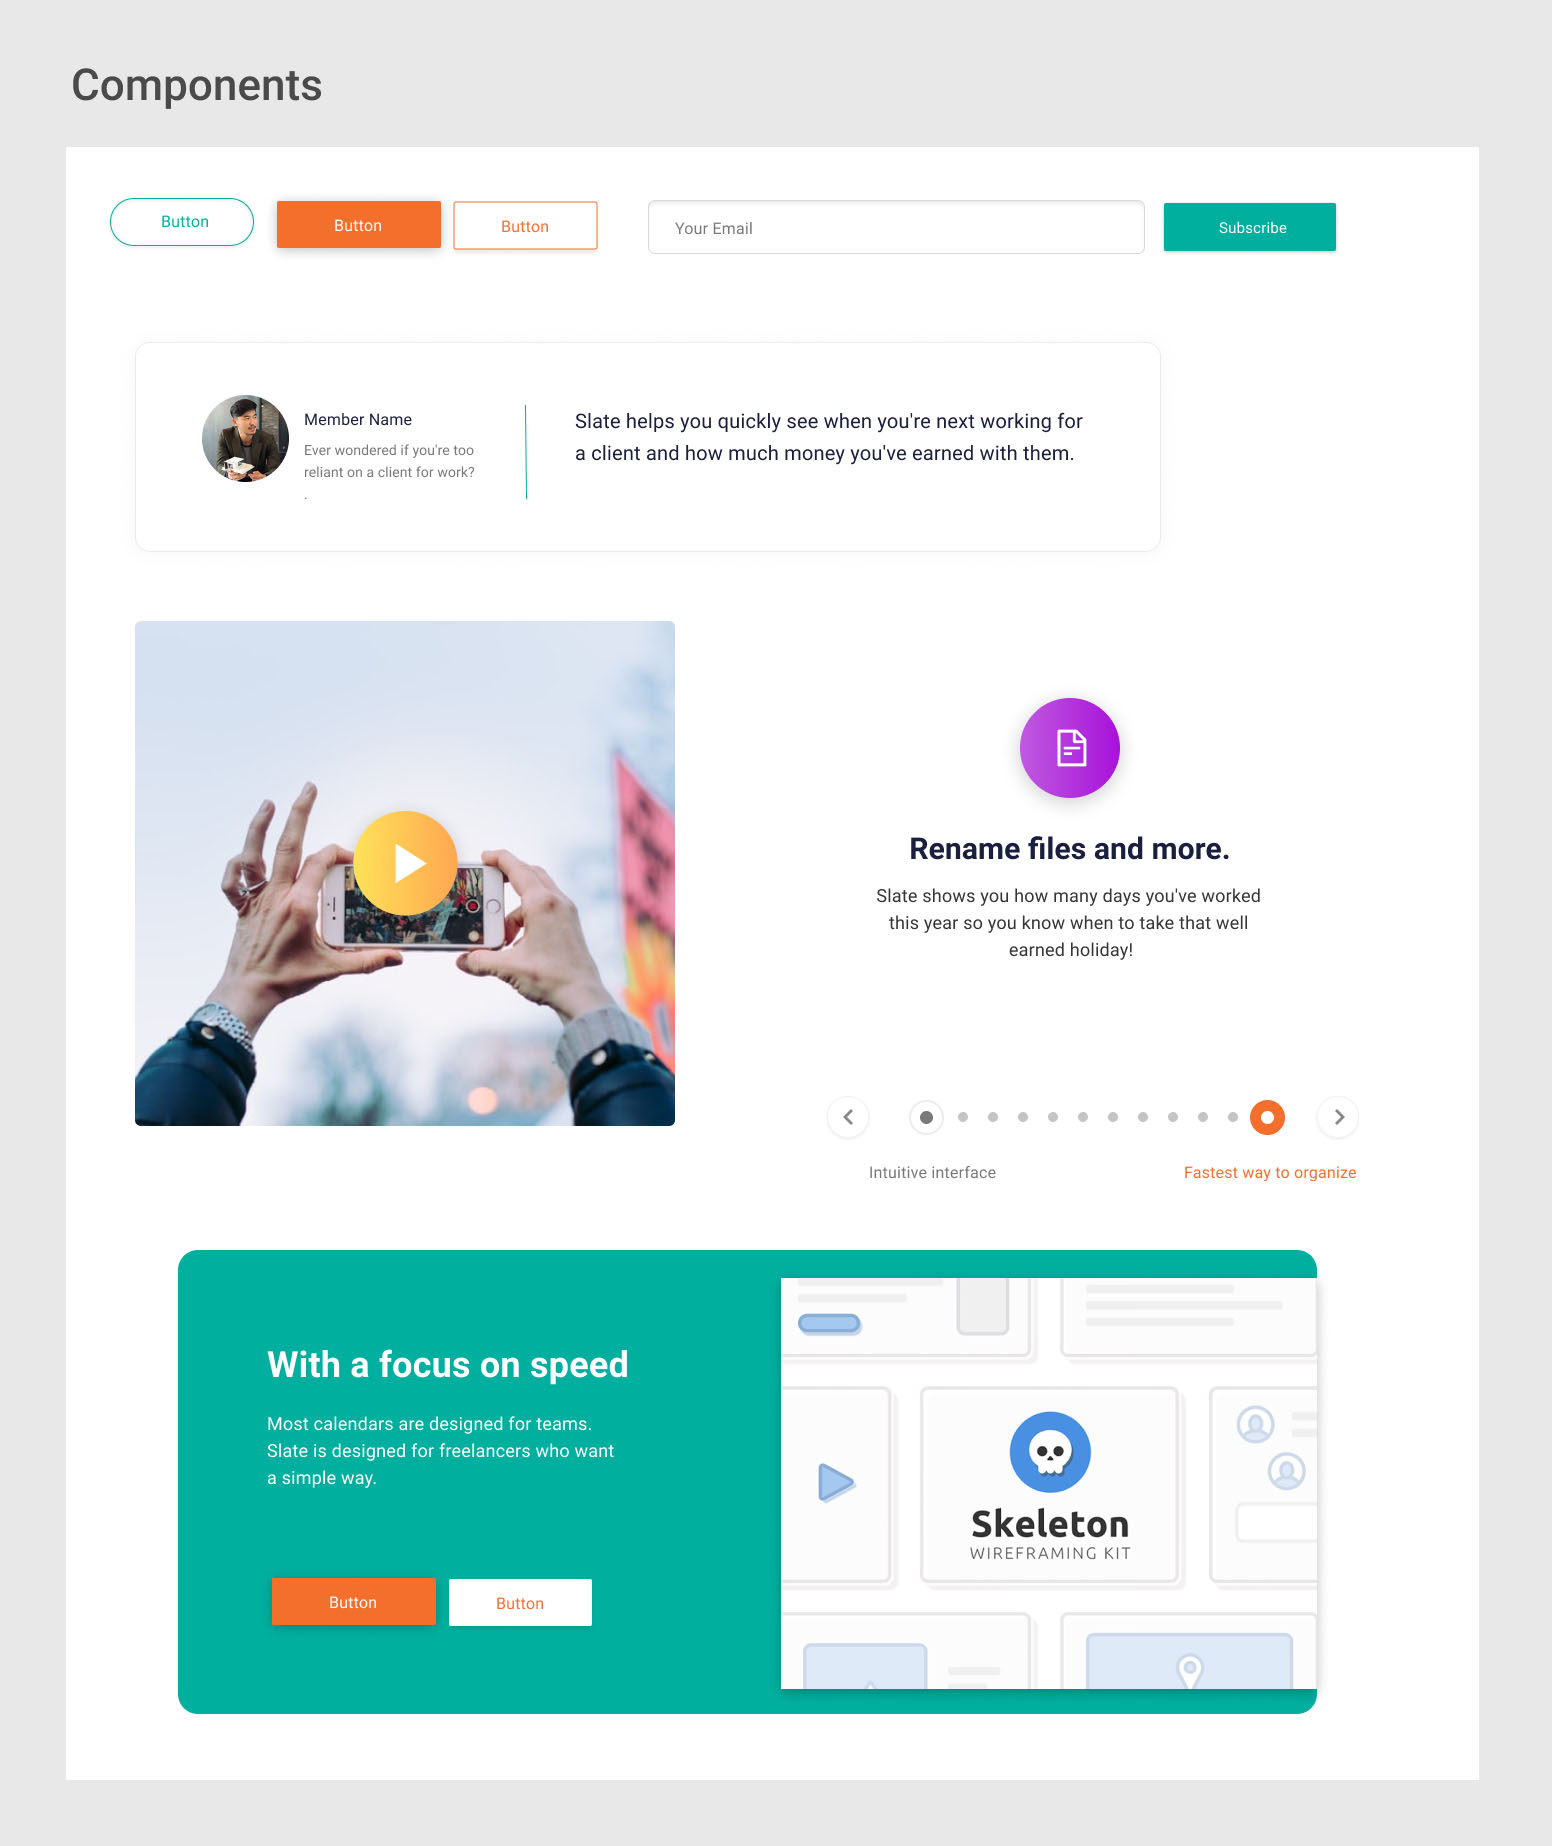 Components
Button
Button
Button
Your Email
Subscribe
Member Name
Ever wondered if you're too
reliant on a client for work?
.
Slate helps you quickly see when you're next working for
a client and how much money you've earned with them.
Rename files and more.
Slate shows you how many days you've worked
this year so you know when to take that well
earned holiday!
Intuitive interface
Fastest way to organize
With a focus on speed
Most calendars are designed for teams.
Slate is designed for freelancers who want
a simple way.
Button
Button
Skeleton
WIREFRAMING KIT